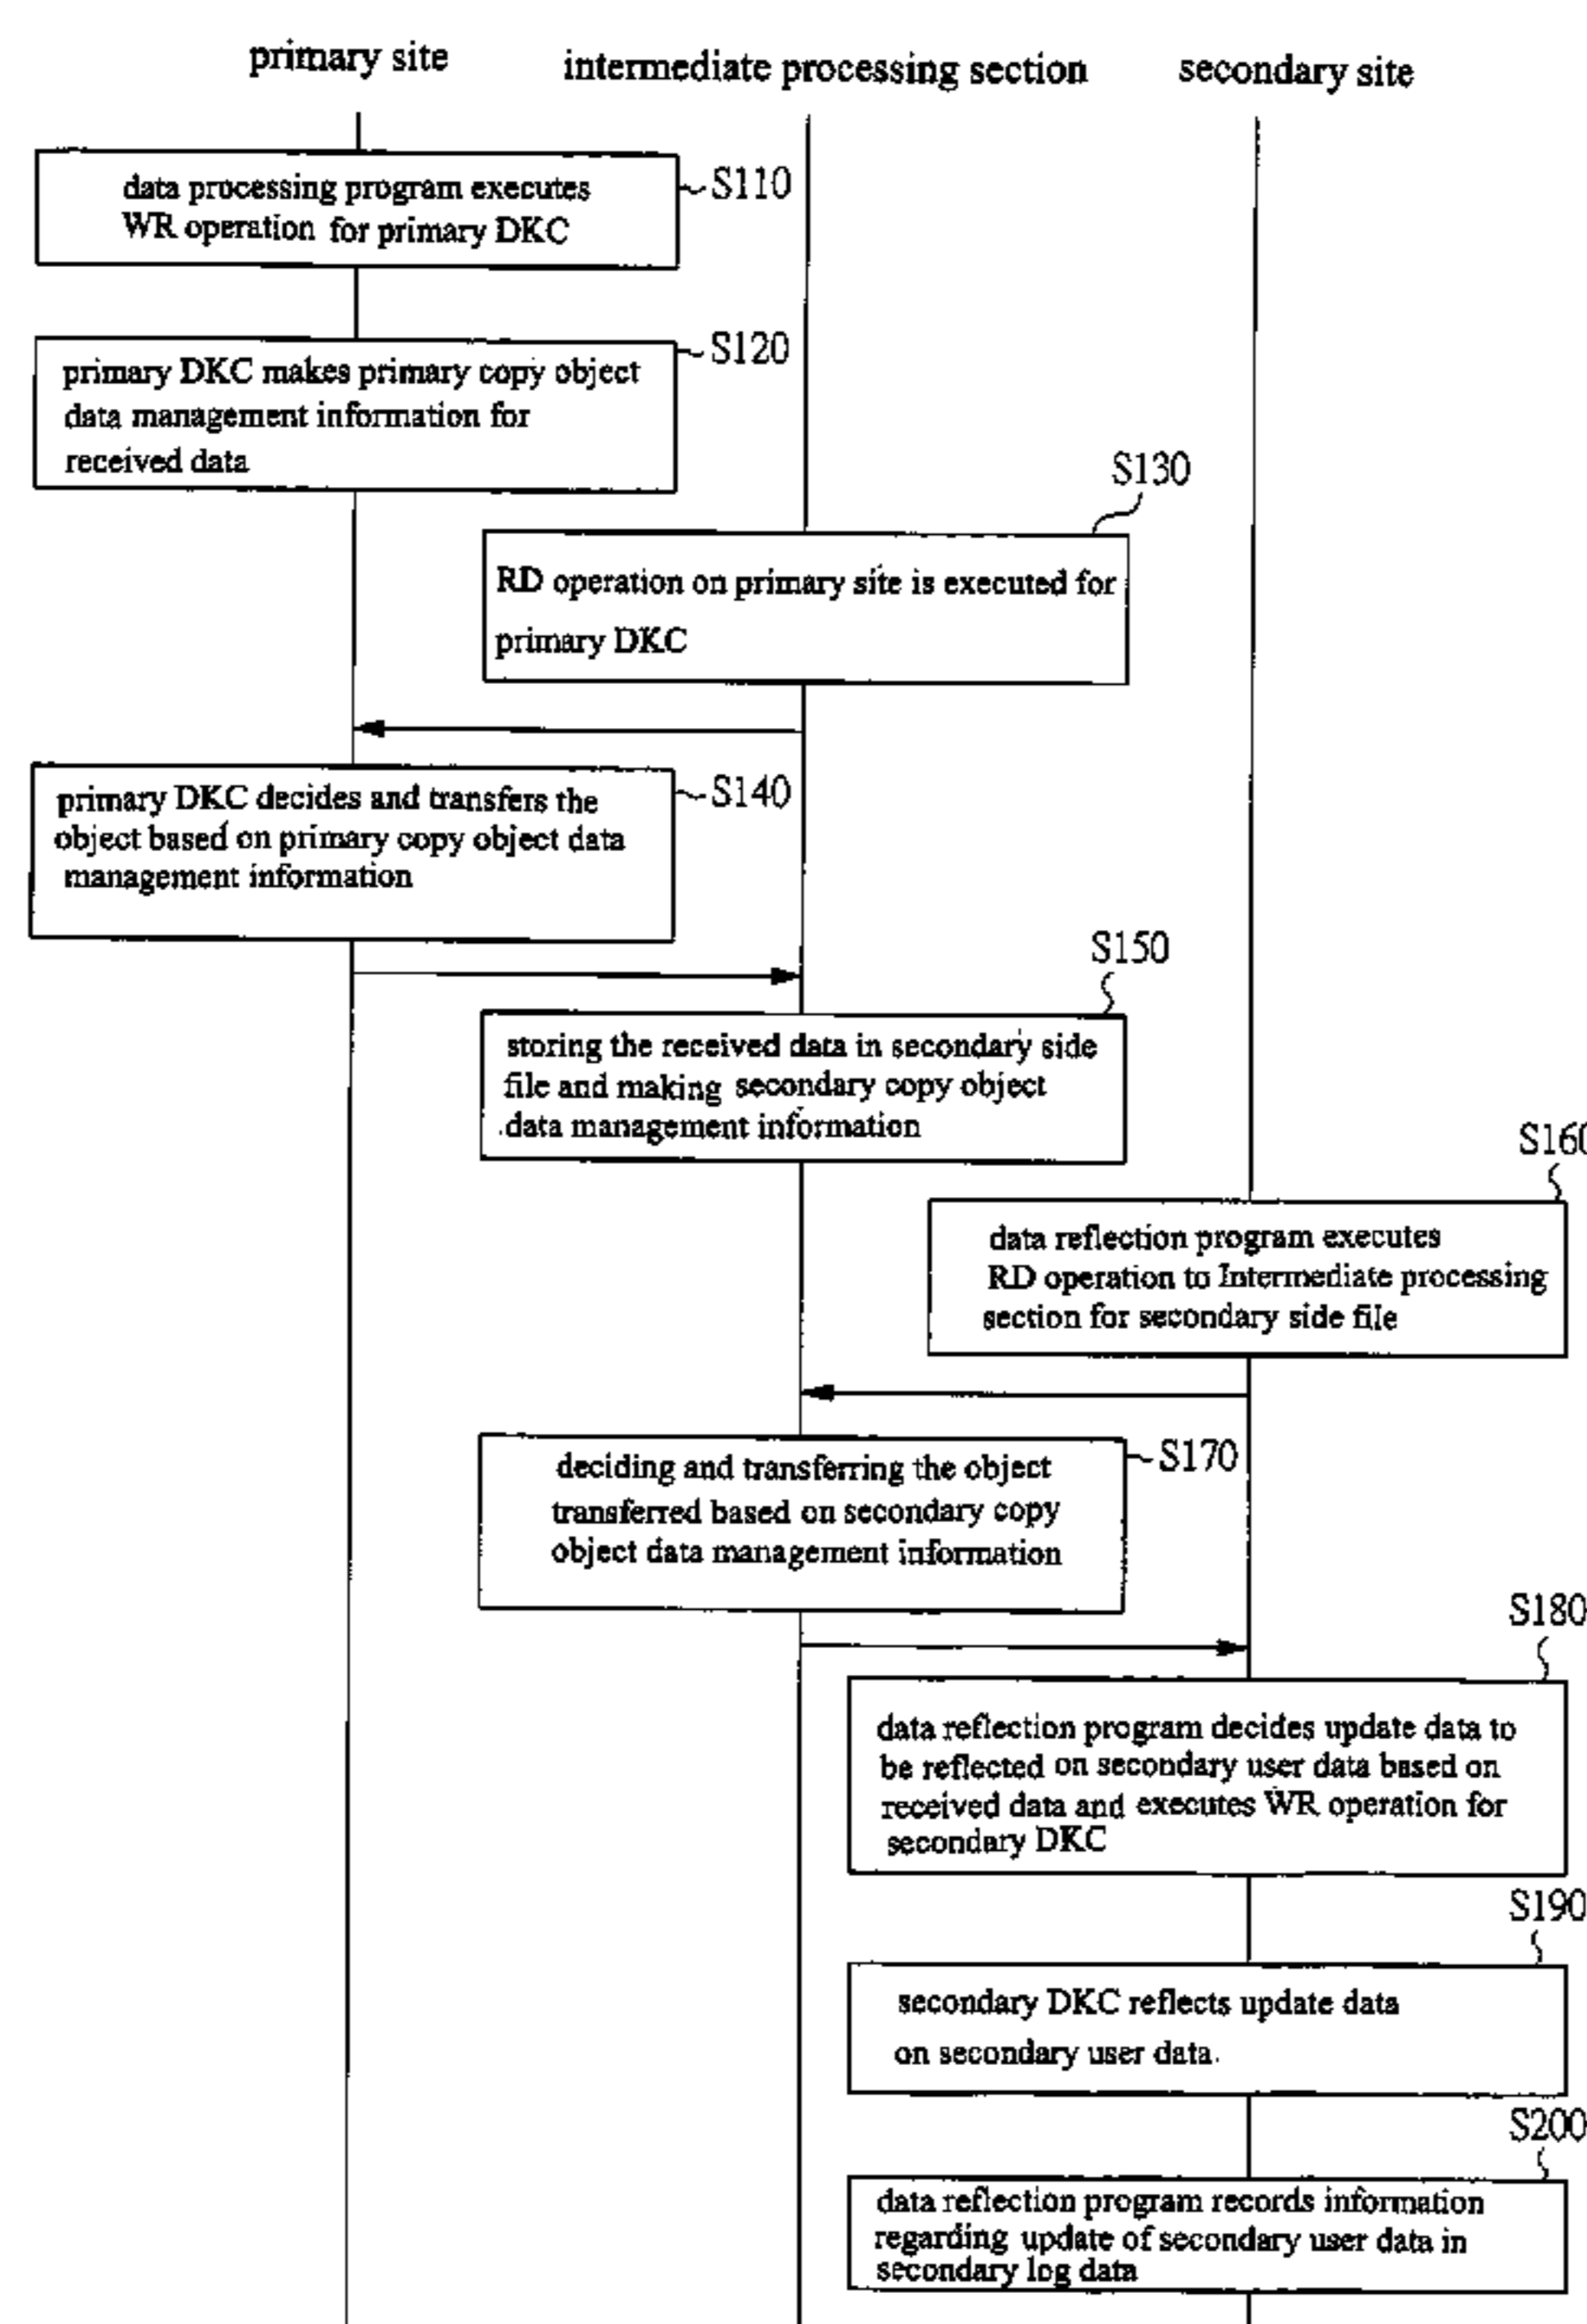 primary site
intermediate processing section
secondary site
data processing program executes
WR operation for primary DKC
S110
primary DKC makes primary copy object
data management information for
received data
S120
S130
RD operation on primary site is executed for
primary DKC
primary DKC decides and transfers the
object based on primary copy object data
management information
S140
S150
storing the received data in secondary side
file and making secondary copy object
data management information
S160
data reflection program executes
RD operation to Intermediate processing
section for secondary side file
deciding and transferring the object
transferred based on secondary copy
object data management information
S170
S180
data reflection program decides update data to
be reflected on secondary user data based on
received data and executes WR operation for
secondary DKC
S190
secondary DKC reflects update data
on secondary user data.
S200
data reflection program records information
regarding update of secondary user data in
secondary log data